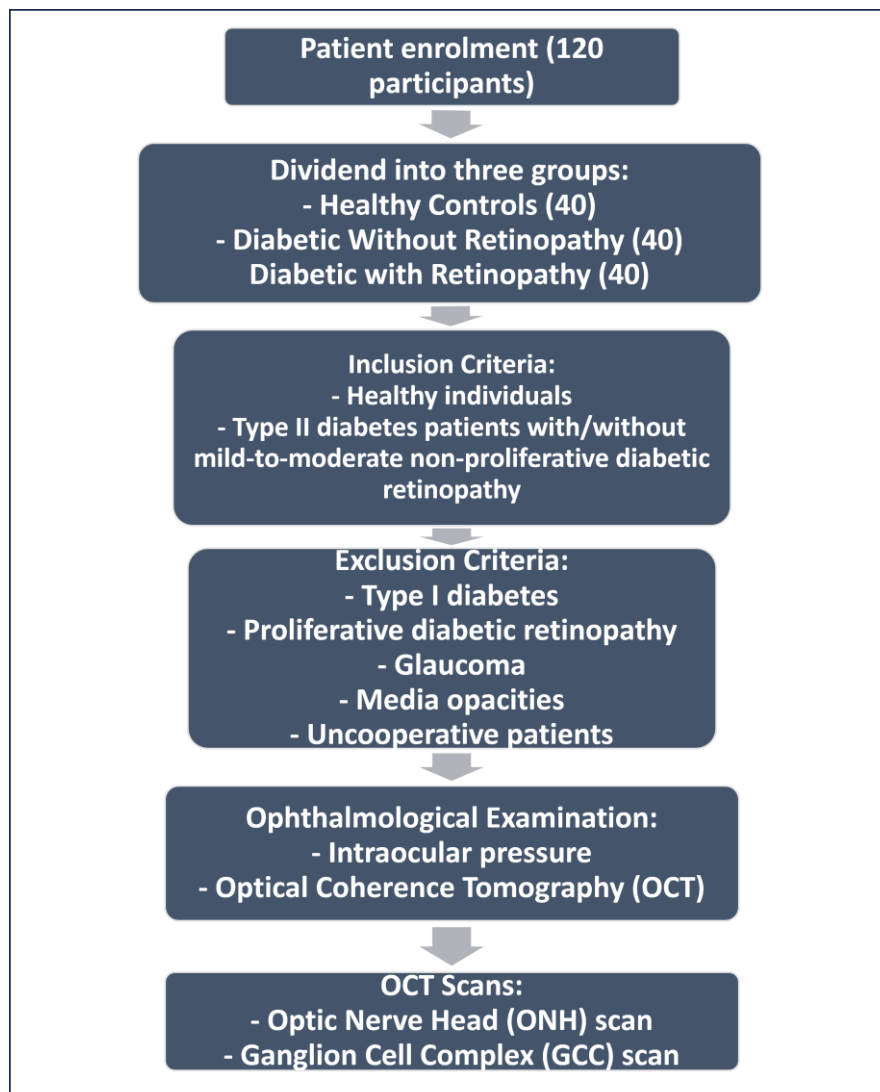 Patient enrolment (120
participants)
Dividend into three groups:
- Healthy Controls (40)
- Diabetic Without Retinopathy (40)
Diabetic with Retinopathy (40)
Inclusion Criteria:
- Healthy individuals
- Type II diabetes patients with/without
mild-to-moderate non-proliferative diabetic
retinopathy
Exclusion Criteria:
- Type I diabetes
- Proliferative diabetic retinopathy
- Glaucoma
- Media opacities
- Uncooperative patients
Ophthalmological Examination:
- Intraocular pressure
- Optical Coherence Tomography (OCT)
OCT Scans:
- Optic Nerve Head (ONH) scan
- Ganglion Cell Complex (GCC) scan